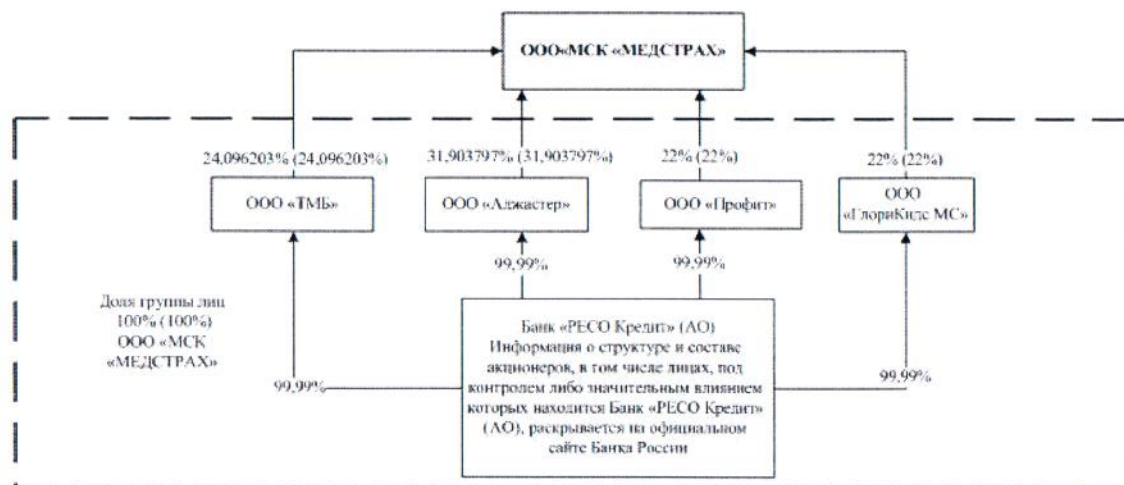 ООО«МСК «МЕДСТРАХ»
24,096203% (24,096203%)
31,903797% (31,903797%)
22% (22%)
22% (22%)
ООО «ТМБ»
ООО «Аджастер»
ООО «Профит»
ООО
«ГлориКидс МС»
99,99%
99,99%
Доля группы лиц
100% (100%)
ООО «МСК
«МЕДСТРАХ»
Банк «РЕСО Кредит» (АО)
Информация о структуре и составе
акционеров, в том числе лицах, под
контролем либо значительным влиянием
которых находится Банк «РЕСО Кредит»
(АО), раскрывается на официальном
сайте Банка России
99,99%
99,99%